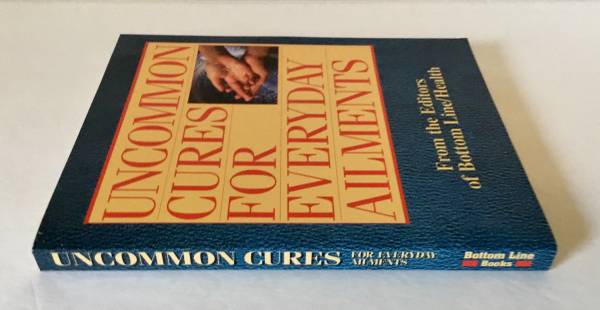 UNCOMMON
CURES
FOR
EVERYDAY
AILMENTS
From the Editors
of Bottom Line/Health
UNCOMMON CURES
FOR EVERYDAY
AILMENTS
Bottom Line
Books